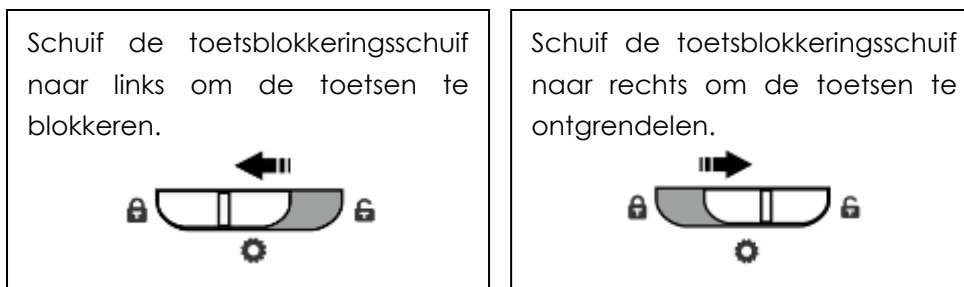 Schuif de toetsblokkeringsschuif
naar links om de toetsen te
blokkeren.
Schuif de toetsblokkeringsschuif
naar rechts om de toetsen te
ontgrendelen.